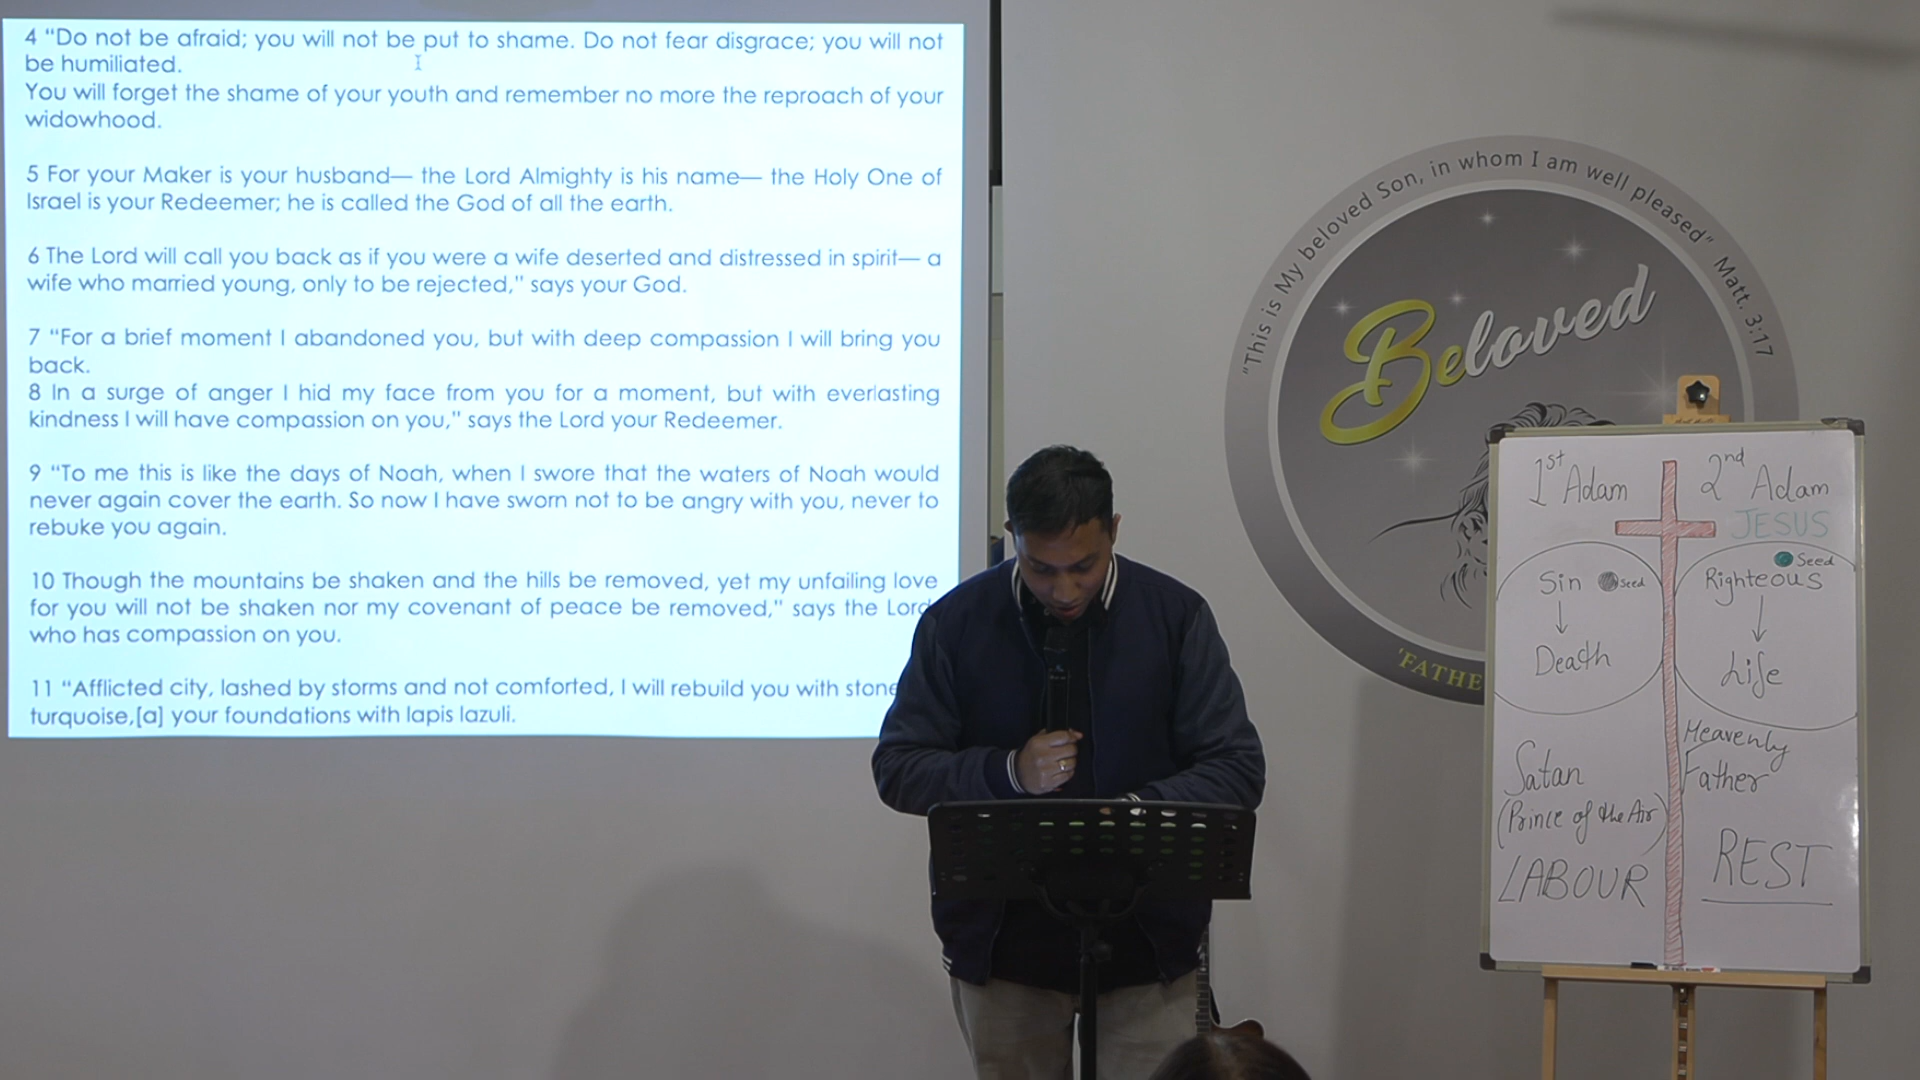 4 “Do not be afraid; you will not be put to shame. Do not fear disgrace; you will not
be humiliated.
You will forget the shame of your youth and remember no more the reproach of your
widowhood.
5 For your Maker is your husband— the Lord Almighty is his name— the Holy One of
Israel is your Redeemer; he is called the God of all the earth.
6 The Lord will call you back as if you were a wife deserted and distressed in spirit— a
wife who married young, only to be rejected,” says your God.
7 “For a brief moment I abandoned you, but with deep compassion I will bring you
back.
8 In a surge of anger I hid my face from you for a moment, but with everlasting
kindness I will have compassion on you,” says the Lord your Redeemer.
9 “To me this is like the days of Noah, when I swore that the waters of Noah would
never again cover the earth. So now I have sworn not to be angry with you, never to
rebuke you again.
10 Though the mountains be shaken and the hills be removed, yet my unfailing love
for you will not be shaken nor my covenant of peace be removed,” says the Lord
who has compassion on you.
11 “Afflicted city, lashed by storms and not comforted, I will rebuild you with stone
turquoise,[a] your foundations with lapis lazuli.
"This is My beloved Son, in whom I am well pleased" Matt. 3:17
Beloved
'FATHE
1st Adam
Sin Seed
Death
Satan
(Prince of the Air)
LABOUR
2nd Adam
JESUS
Seed
Righteous
Life
Heavenly
Father
REST